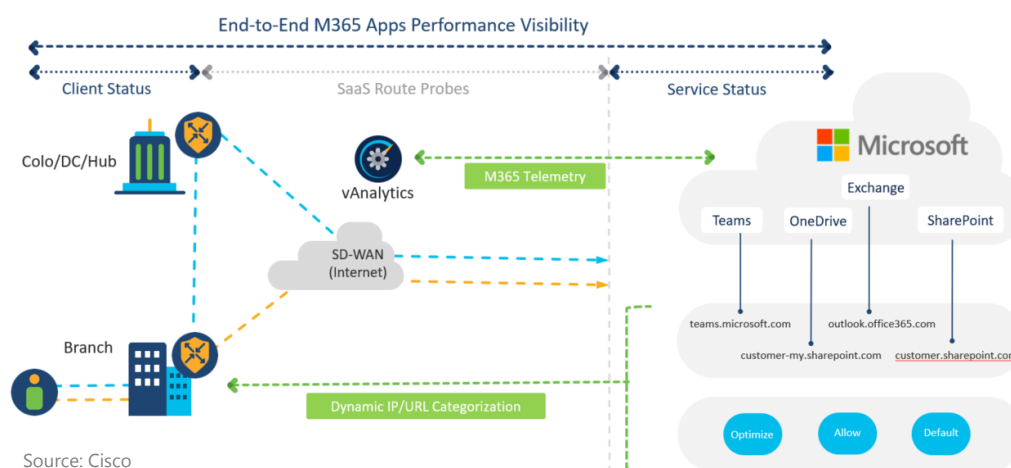 End-to-End M365 Apps Performance Visibility
Client Status
SaaS Route Probes
Service Status
Colo/DC/Hub
vAnalytics
M365 Telemetry
Microsoft
Exchange
Teams
OneDrive
SharePoint
SD-WAN
(Internet)
teams.microsoft.com
outlook.office365.com
Branch
customer-my.sharepoint.com
customer.sharepoint.com
Dynamic IP/URL Categorization
Optimize
Allow
Default
Source: Cisco